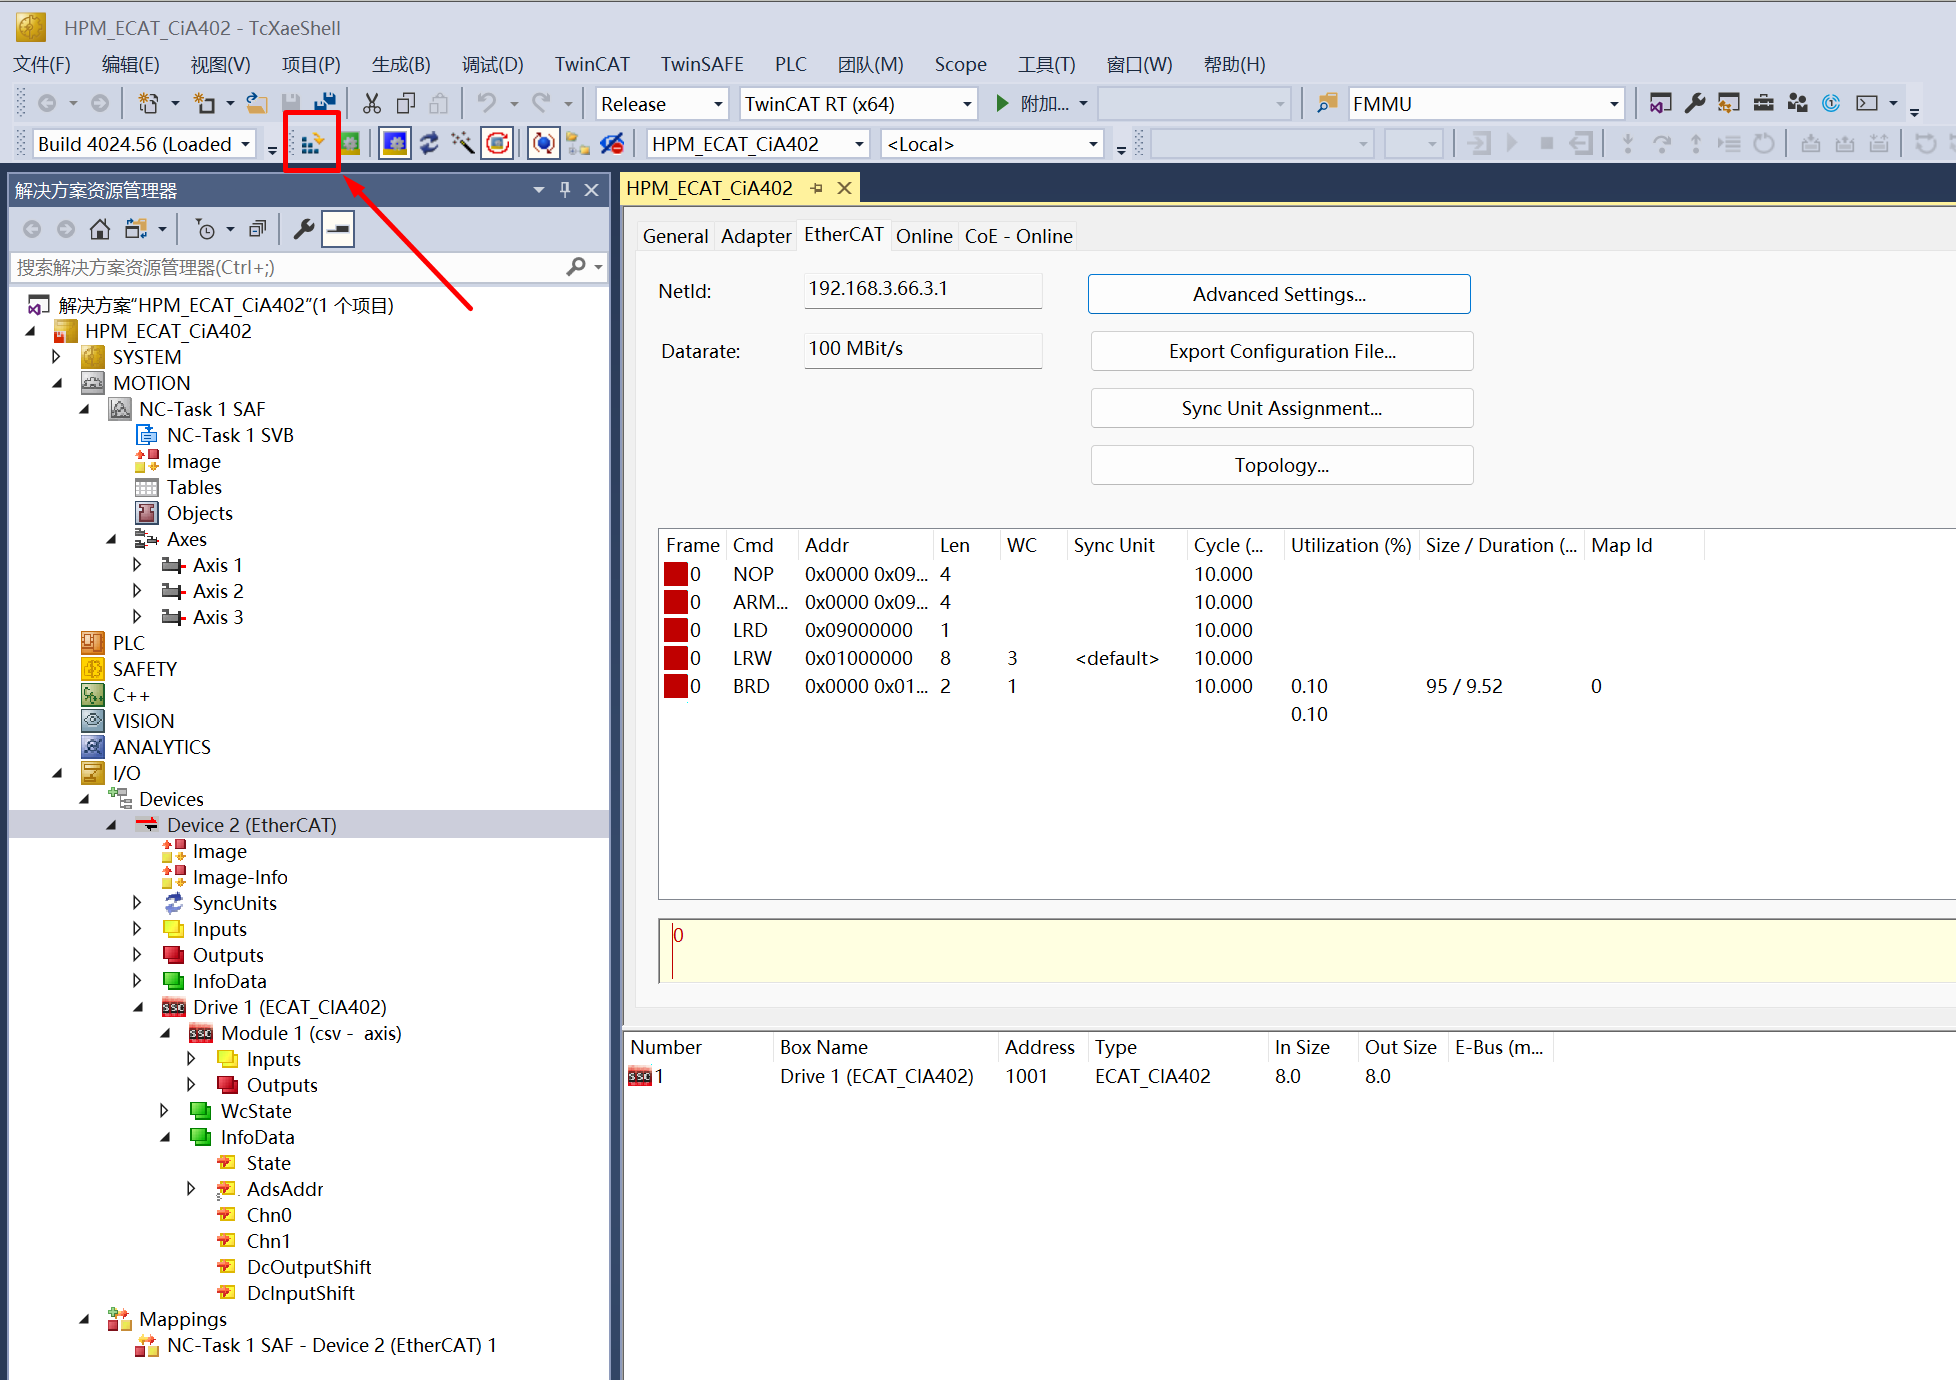 HPM_ECAT_CiA402 - TcXaeShell
文件(F) 编辑(E) 视图(V) 项目(P) 生成(B) 调试(D) TwinCAT TwinSAFE PLC 团队(M) Scope 工具(T) 窗口(W) 帮助(H)
Release TwinCAT RT (x64) 附加... FMMU
Build 4024.56 (Loaded HPM_ECAT_CiA402 <Local>
解决方案资源管理器
搜索解决方案资源管理器(Ctrl+;)
解决方案"HPM_ECAT_CiA402"(1 个项目)
HPM_ECAT_CiA402
SYSTEM
MOTION
NC-Task 1 SAF
NC-Task 1 SVB
Image
Tables
Objects
Axes
Axis 1
Axis 2
Axis 3
PLC
SAFETY
C++
VISION
ANALYTICS
I/O
Devices
Device 2 (EtherCAT)
Image
Image-Info
SyncUnits
Inputs
Outputs
InfoData
Drive 1 (ECAT_CIA402)
Module 1 (csv - axis)
Inputs
Outputs
WcState
InfoData
State
AdsAddr
Chn0
Chn1
DcOutputShift
DcInputShift
Mappings
NC-Task 1 SAF - Device 2 (EtherCAT) 1
HPM_ECAT_CiA402
General Adapter EtherCAT Online CoE - Online
NetId: 192.168.3.66.3.1 Advanced Settings...
Datarate: 100 MBit/s Export Configuration File...
Sync Unit Assignment...
Topology...
Frame Cmd Addr Len WC Sync Unit Cycle (... Utilization (%) Size / Duration (... Map Id
0 NOP 0x0000 0x09... 4 10.000
0 ARM... 0x0000 0x09... 4 10.000
0 LRD 0x09000000 1 10.000
0 LRW 0x01000000 8 3 <default> 10.000
0 BRD 0x0000 0x01... 2 1 10.000 0.10 95 / 9.52 0
0.10
0
Number Box Name Address Type In Size Out Size E-Bus (m...
1 Drive 1 (ECAT_CIA402) 1001 ECAT_CIA402 8.0 8.0